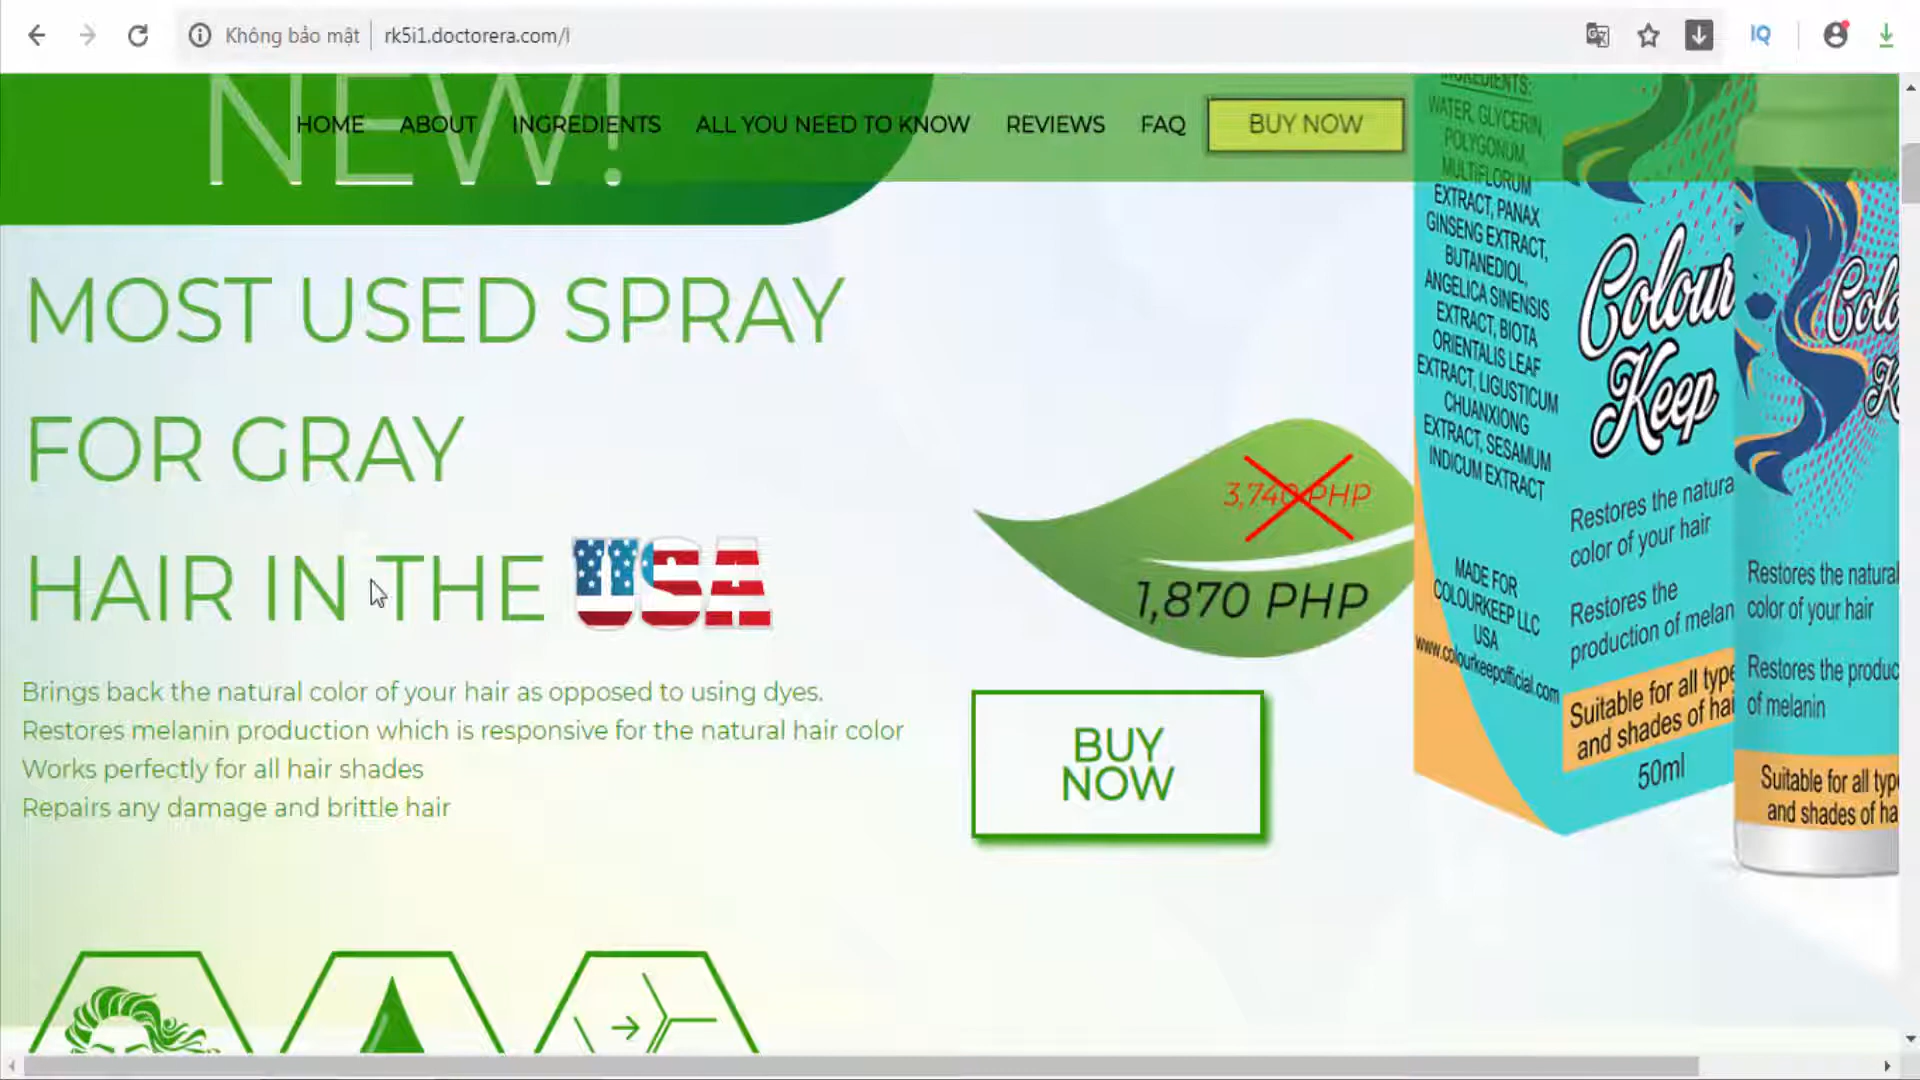 Không bảo mật
rk5i1.doctorera.com/l
IQ
NEW!
HOME
ABOUT
INGREDIENTS
ALL YOU NEED TO KNOW
REVIEWS
FAQ
BUY NOW
MOST USED SPRAY
FOR GRAY
HAIR IN THE USA
Brings back the natural color of your hair as opposed to using dyes.
Restores melanin production which is responsive for the natural hair color
Works perfectly for all hair shades
Repairs any damage and brittle hair
3,740 PHP
1,870 PHP
BUY
NOW
INGREDIENTS:
WATER, GLYCERIN,
POLYGONUM,
MULTIFLORUM
EXTRACT, PANAX
GINSENG EXTRACT,
BUTANEDIOL,
ANGELICA SINENSIS
EXTRACT, BIOTA
ORIENTALIS LEAF
EXTRACT, LIGUSTICUM
CHUANXIONG
EXTRACT, SESAMUM
INDICUM EXTRACT
MADE FOR
COLOURKEEP LLC
USA
www.colourkeepofficial.com
Colour
Keep
Restores the natura
color of your hair
Restores the
production of melan
Suitable for all type
and shades of hai
50ml
Colo
K
Restores the natural
color of your hair
Restores the produc
of melanin
Suitable for all typ
and shades of ha